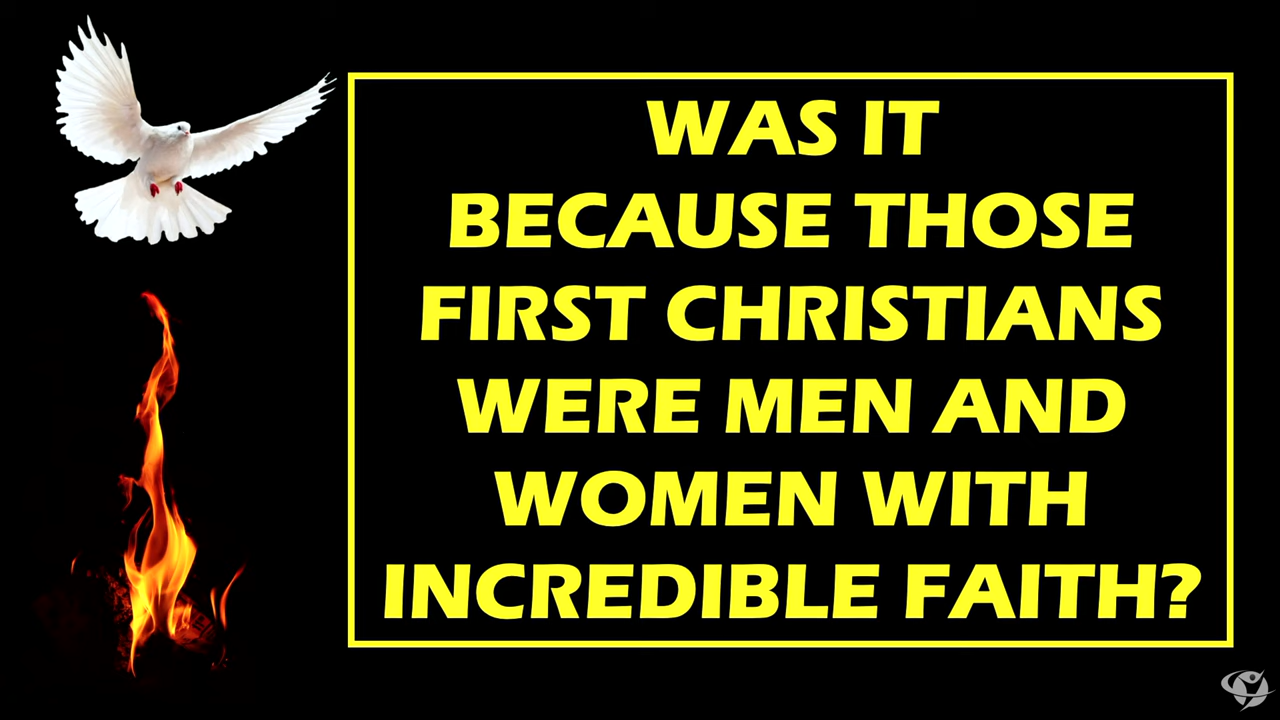 WAS IT
BECAUSE THOSE
FIRST CHRISTIANS
WERE MEN AND
WOMEN WITH
INCREDIBLE FAITH?